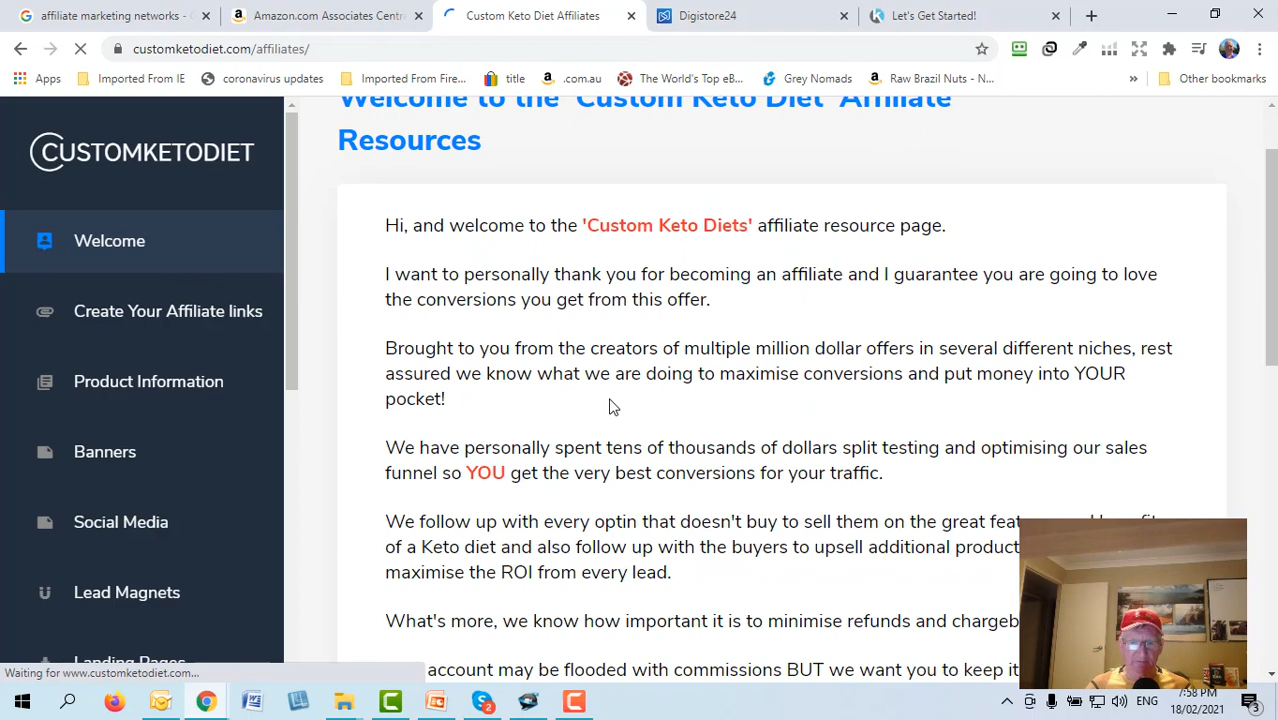 affiliate marketing networks - G
Amazon.com Associates Centr
Custom Keto Diet Affiliates
Digistore24
Let's Get Started!
customketodiet.com/affiliates/
Apps
Imported From IE
coronavirus updates
Imported From Fire...
title
.com.au
The World's Top eB...
Grey Nomads
Raw Brazil Nuts - N...
Other bookmarks
Welcome to the 'Custom Keto Diet' Affiliate
Resources
CUSTOMKETODIET
Welcome
Create Your Affiliate links
Product Information
Banners
Social Media
Lead Magnets
Landing Pages
Hi, and welcome to the 'Custom Keto Diets' affiliate resource page.
I want to personally thank you for becoming an affiliate and I guarantee you are going to love
the conversions you get from this offer.
Brought to you from the creators of multiple million dollar offers in several different niches, rest
assured we know what we are doing to maximise conversions and put money into YOUR
pocket!
We have personally spent tens of thousands of dollars split testing and optimising our sales
funnel so YOU get the very best conversions for your traffic.
We follow up with every optin that doesn't buy to sell them on the great
of a Keto diet and also follow up with the buyers to upsell additional product
maximise the ROI from every lead.
What's more, we know how important it is to minimise refunds and chargeb
account may be flooded with commissions BUT we want you to keep it
Waiting for www.customketodiet.com...
2
ENG
7:58 PM
18/02/2021
3